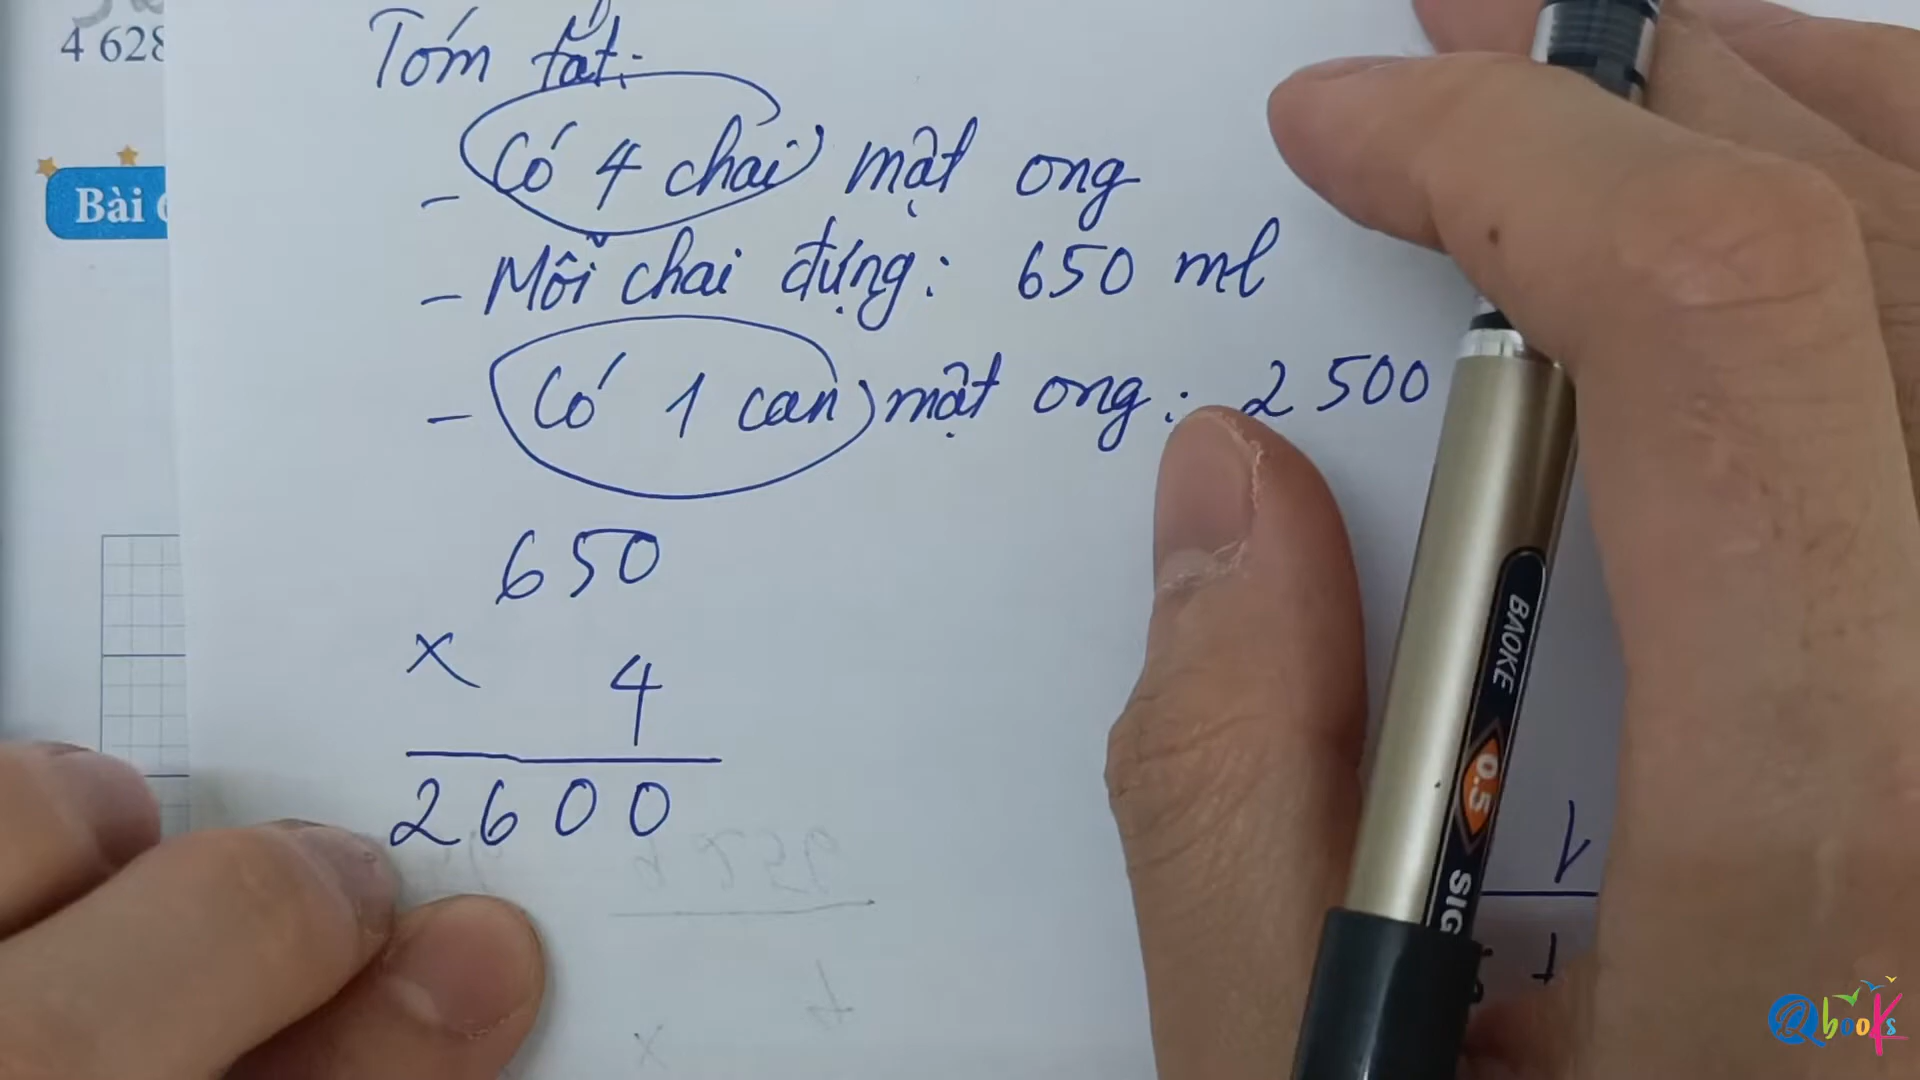 4 628
Tóm tắt:
- Có 4 chai mật ong
Bài 6
- Mỗi chai đựng: 650 ml
- Có 1 can mật ong: 2 500
650
x 4
2600
BAOKE
0.5
SIG
Qbooks